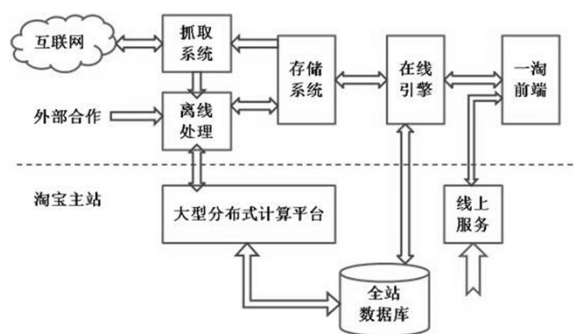 互联网
抓取
系统
存储
系统
在线
引擎
一淘
前端
外部合作
离线
处理
淘宝主站
大型分布式计算平台
线上
服务
全站
数据库